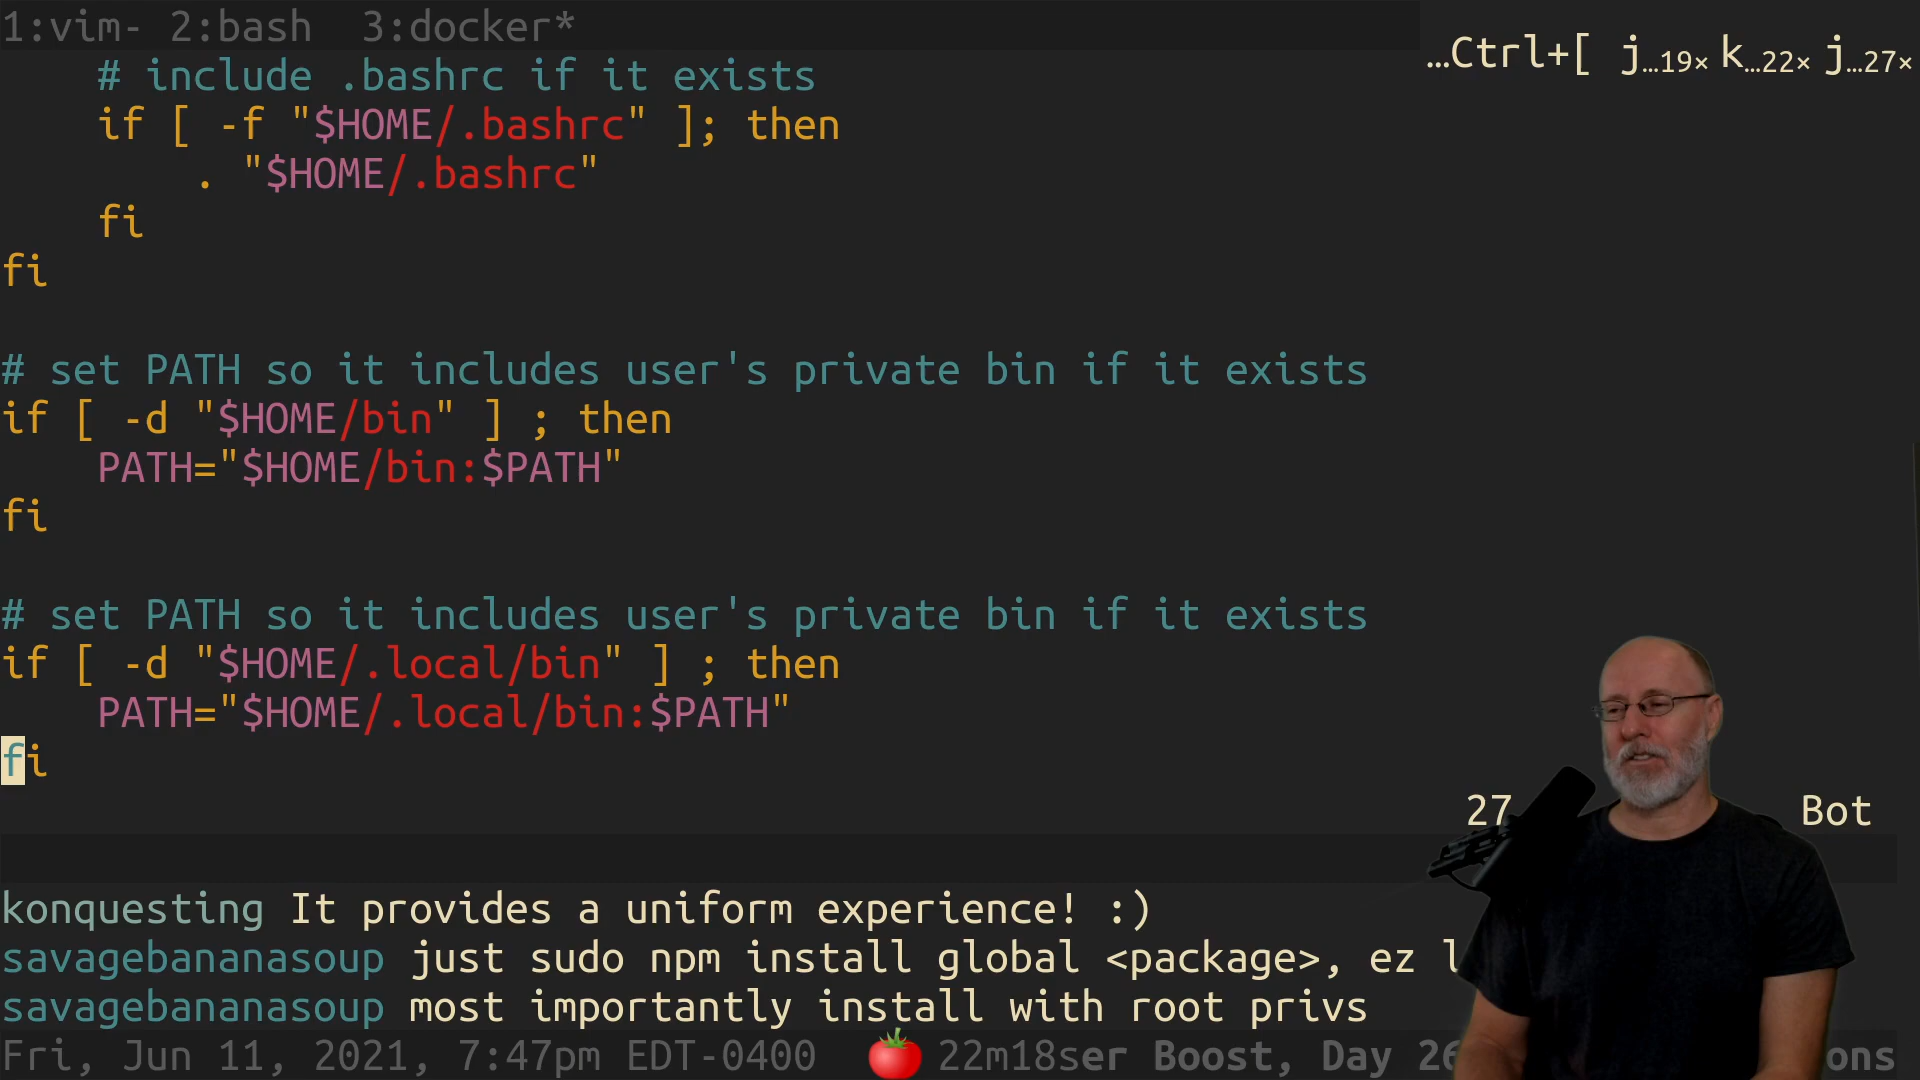 1:vim- 2:bash  3:docker*
…Ctrl+[ j…19× k…22× j…27×
# include .bashrc if it exists
if [ -f "$HOME/.bashrc" ]; then
. "$HOME/.bashrc"
fi
fi
# set PATH so it includes user's private bin if it exists
if [ -d "$HOME/bin" ] ; then
PATH="$HOME/bin:$PATH"
fi
# set PATH so it includes user's private bin if it exists
if [ -d "$HOME/.local/bin" ] ; then
PATH="$HOME/.local/bin:$PATH"
fi
27 Bot
konquesting It provides a uniform experience! :)
savagebananasoup just sudo npm install global <package>, ez
savagebananasoup most importantly install with root privs
Fri, Jun 11, 2021, 7:47pm EDT-0400 22m18ser Boost, Day